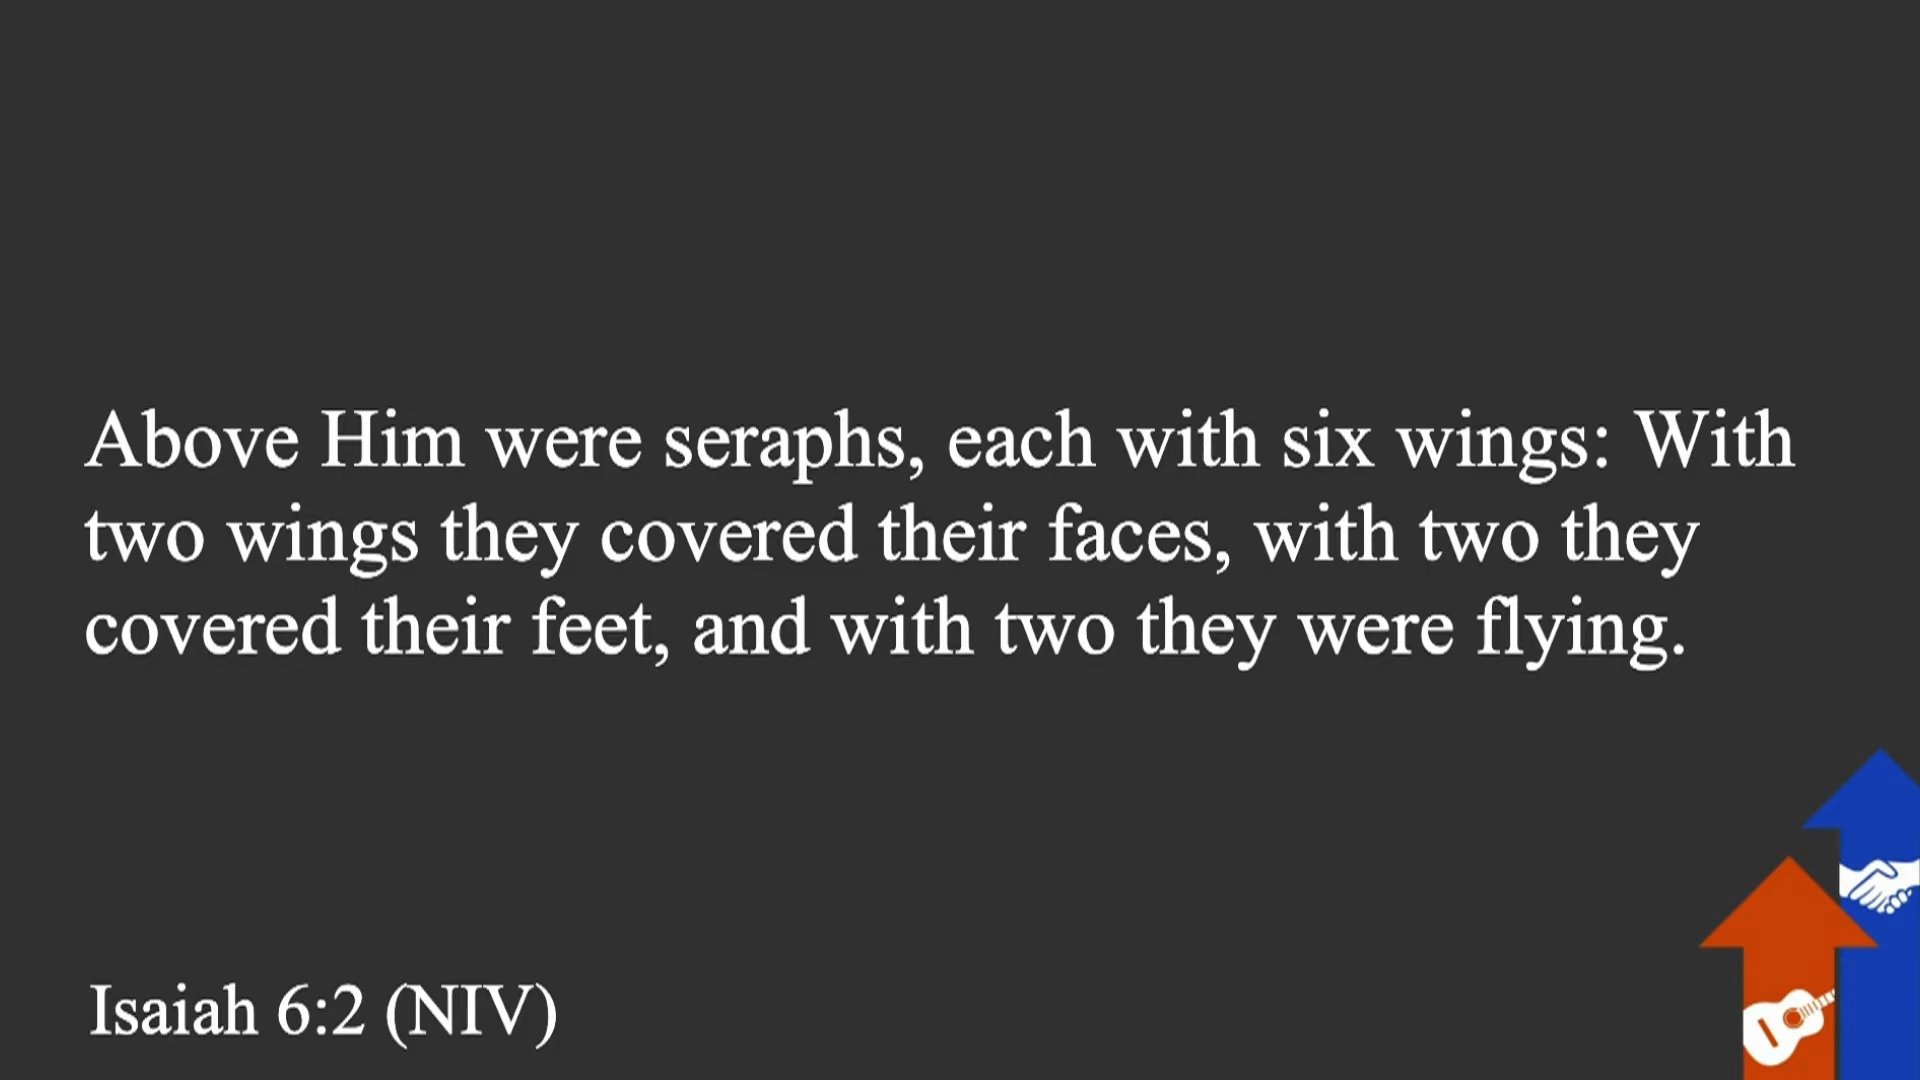 Above Him were seraphs, each with six wings: With
two wings they covered their faces, with two they
covered their feet, and with two they were flying.
Isaiah 6:2 (NIV)